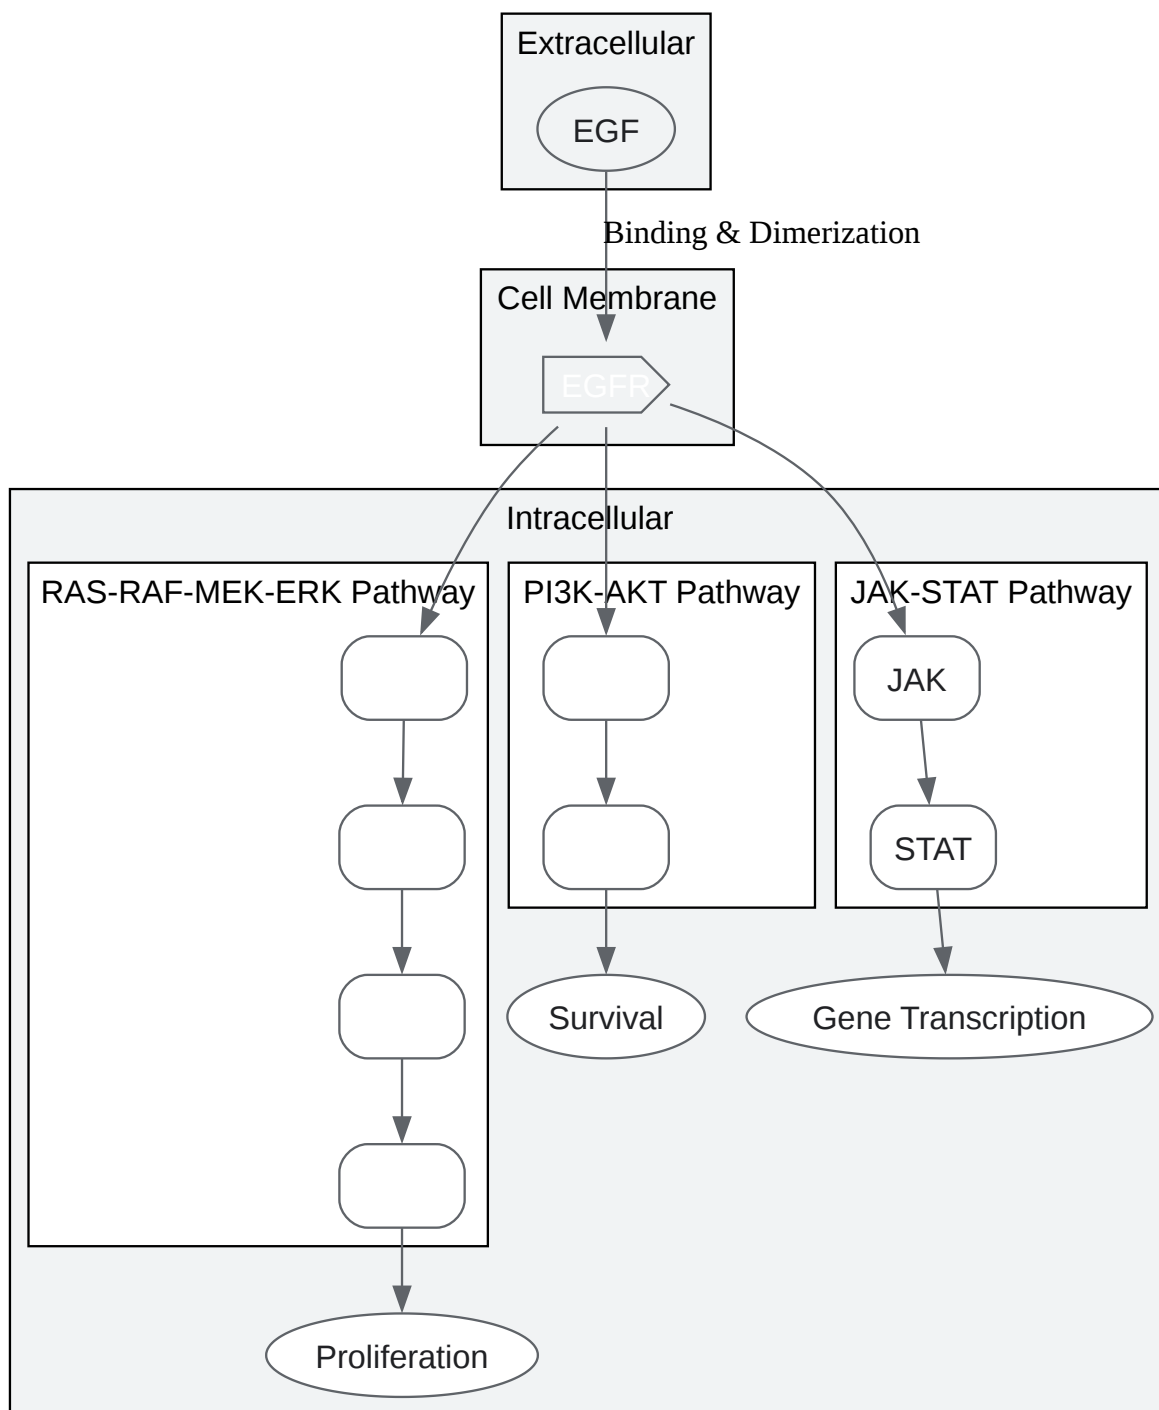 Extracellular
EGF
Binding & Dimerization
Cell Membrane
EGFR
Intracellular
RAS-RAF-MEK-ERK Pathway
PI3K-AKT Pathway
JAK-STAT Pathway
JAK
STAT
Survival
Gene Transcription
Proliferation